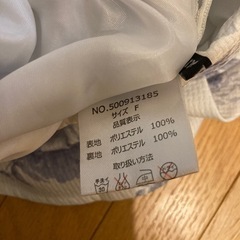 NO.500913185
サイズ F
品質表示
表地 ポリエステル 100%
裏地 ポリエステル 100%
取り扱い方法